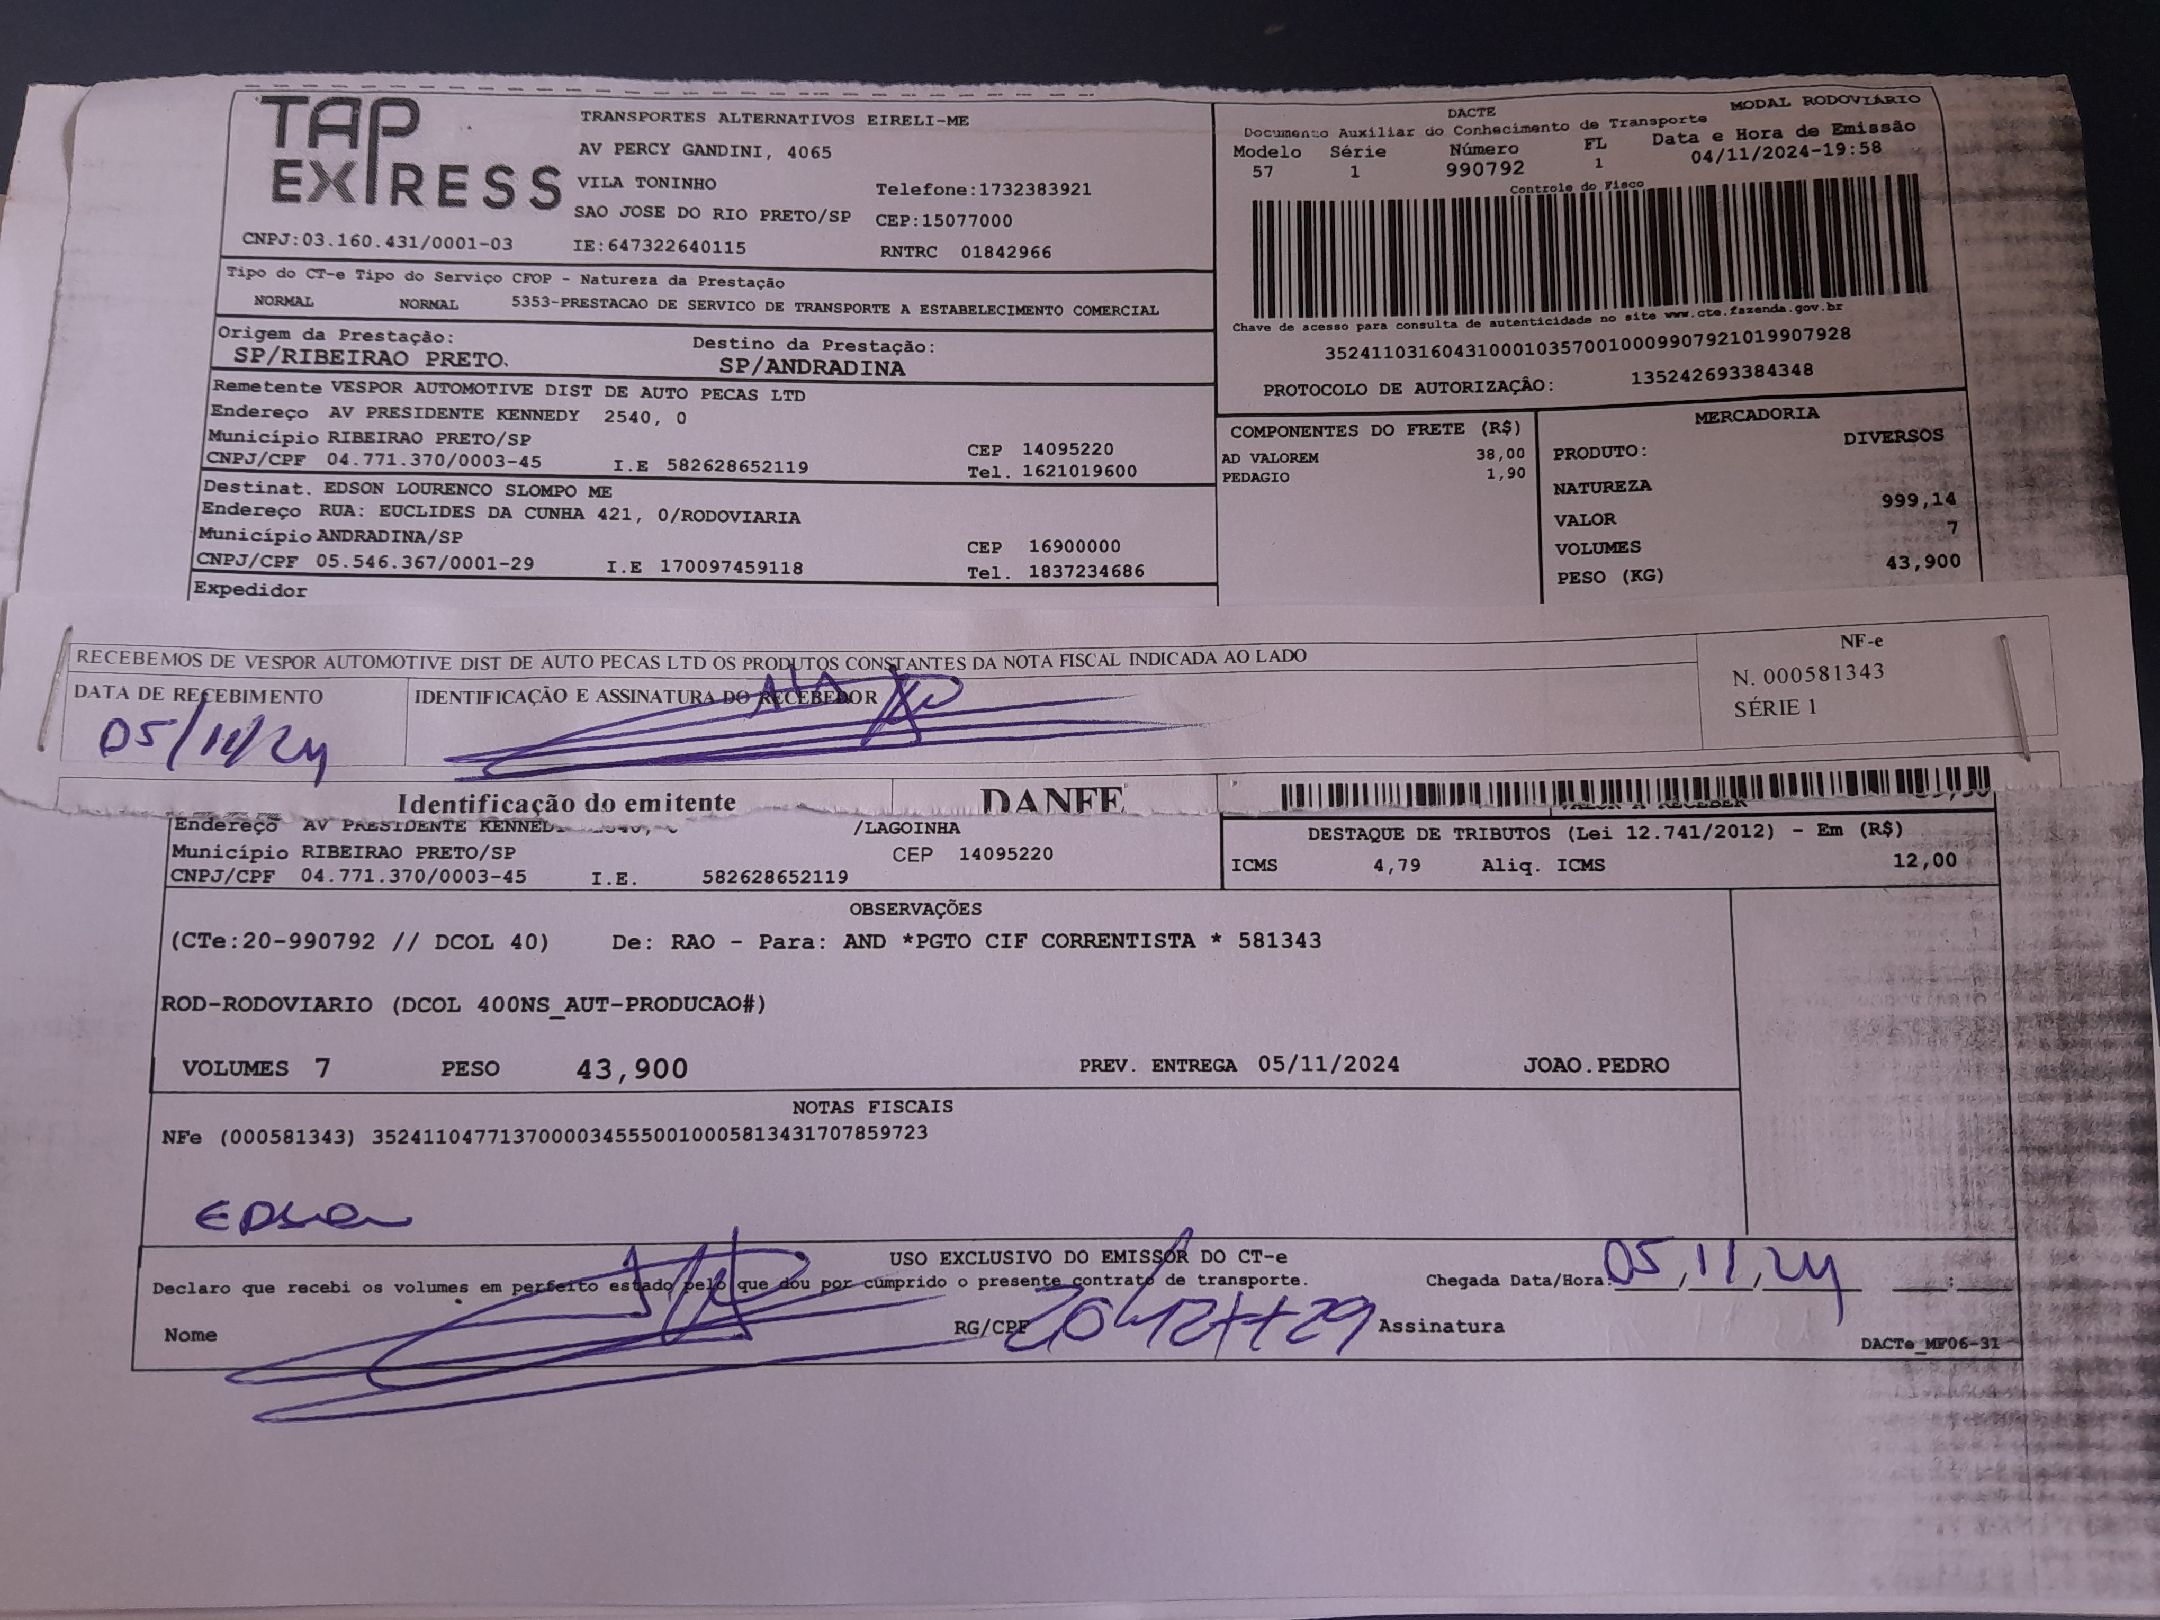 TAP EXPRESS
TRANSPORTES ALTERNATIVOS EIRELI-ME
AV PERCY GANDINI, 4065
VILA TONINHO Telefone:1732383921
SAO JOSE DO RIO PRETO/SP CEP:15077000
CNPJ:03.160.431/0001-03 IE:647322640115 RNTRC 01842966
DACTE MODAL RODOVIÁRIO
Documento Auxiliar do Conhecimento de Transporte
Modelo Série Número FL Data e Hora de Emissão
57 1 990792 1 04/11/2024-19:58
Controle do Fisco
Chave de acesso para consulta de autenticidade no site www.cte.fazenda.gov.br
35241103160431000103570010009907921019907928
PROTOCOLO DE AUTORIZAÇÂO: 135242693384348
Tipo do CT-e Tipo do Serviço CFOP - Natureza da Prestação
NORMAL NORMAL 5353-PRESTACAO DE SERVICO DE TRANSPORTE A ESTABELECIMENTO COMERCIAL
Origem da Prestação: Destino da Prestação:
SP/RIBEIRAO PRETO. SP/ANDRADINA
Remetente VESPOR AUTOMOTIVE DIST DE AUTO PECAS LTD
Endereço AV PRESIDENTE KENNEDY 2540, 0
Município RIBEIRAO PRETO/SP CEP 14095220
CNPJ/CPF 04.771.370/0003-45 I.E 582628652119 Tel. 1621019600
Destinat. EDSON LOURENCO SLOMPO ME
Endereço RUA: EUCLIDES DA CUNHA 421, 0/RODOVIARIA
Município ANDRADINA/SP CEP 16900000
CNPJ/CPF 05.546.367/0001-29 I.E 170097459118 Tel. 1837234686
Expedidor
COMPONENTES DO FRETE (R$)
AD VALOREM 38,00
PEDAGIO 1,90
MERCADORIA
PRODUTO: DIVERSOS
NATUREZA
VALOR 999,14
VOLUMES 7
PESO (KG) 43,900
RECEBEMOS DE VESPOR AUTOMOTIVE DIST DE AUTO PECAS LTD OS PRODUTOS CONSTANTES DA NOTA FISCAL INDICADA AO LADO
DATA DE RECEBIMENTO IDENTIFICAÇÃO E ASSINATURA DO RECEBEDOR
05/11/24
NF-e
N. 000581343
SÉRIE 1
Identificação do emitente DANFE
Endereço AV PRESIDENTE KENNEDY /LAGOINHA
Município RIBEIRAO PRETO/SP CEP 14095220
CNPJ/CPF 04.771.370/0003-45 I.E. 582628652119
VALOR A RECEBER
DESTAQUE DE TRIBUTOS (Lei 12.741/2012) - Em (R$)
ICMS 4,79 Aliq. ICMS 12,00
OBSERVAÇÕES
(CTe:20-990792 // DCOL 40) De: RAO - Para: AND *PGTO CIF CORRENTISTA * 581343
ROD-RODOVIARIO (DCOL 400NS_AUT-PRODUCAO#)
VOLUMES 7 PESO 43,900 PREV. ENTREGA 05/11/2024 JOAO.PEDRO
NOTAS FISCAIS
NFe (000581343) 35241104771370000345550010005813431707859723
EDSON
USO EXCLUSIVO DO EMISSOR DO CT-e
Declaro que recebi os volumes em perfeito estado pelo que dou por cumprido o presente contrato de transporte. Chegada Data/Hora: 05/11/24 __:__
Nome RG/CPF Assinatura
DACTe_MF06-31